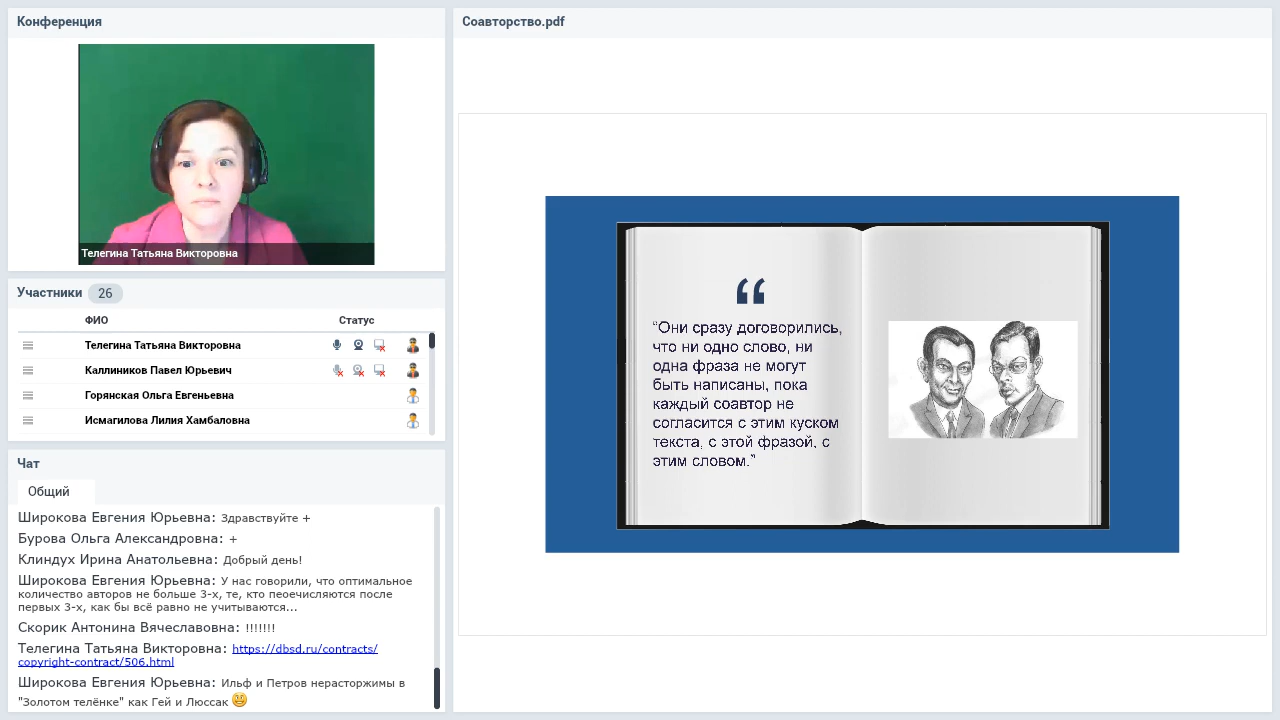 Конференция
Телегина Татьяна Викторовна
Участники 26
ФИО Статус
Телегина Татьяна Викторовна
Каллиников Павел Юрьевич
Горянская Ольга Евгеньевна
Исмагилова Лилия Хамбаловна
Чат
Общий
Широкова Евгения Юрьевна: Здравствуйте +
Бурова Ольга Александровна: +
Клиндух Ирина Анатольевна: Добрый день!
Широкова Евгения Юрьевна: У нас говорили, что оптимальное
количество авторов не больше 3-х, те, кто пеоечисляются после
первых 3-х, как бы всё равно не учитываются...
Скорик Антонина Вячеславовна: !!!!!!!
Телегина Татьяна Викторовна: https://dbsd.ru/contracts/
copyright-contract/506.html
Широкова Евгения Юрьевна: Ильф и Петров нерасторжимы в
"Золотом телёнке" как Гей и Люссак
Соавторство.pdf
“
“Они сразу договорились,
что ни одно слово, ни
одна фраза не могут
быть написаны, пока
каждый соавтор не
согласится с этим куском
текста, с этой фразой, с
этим словом.”